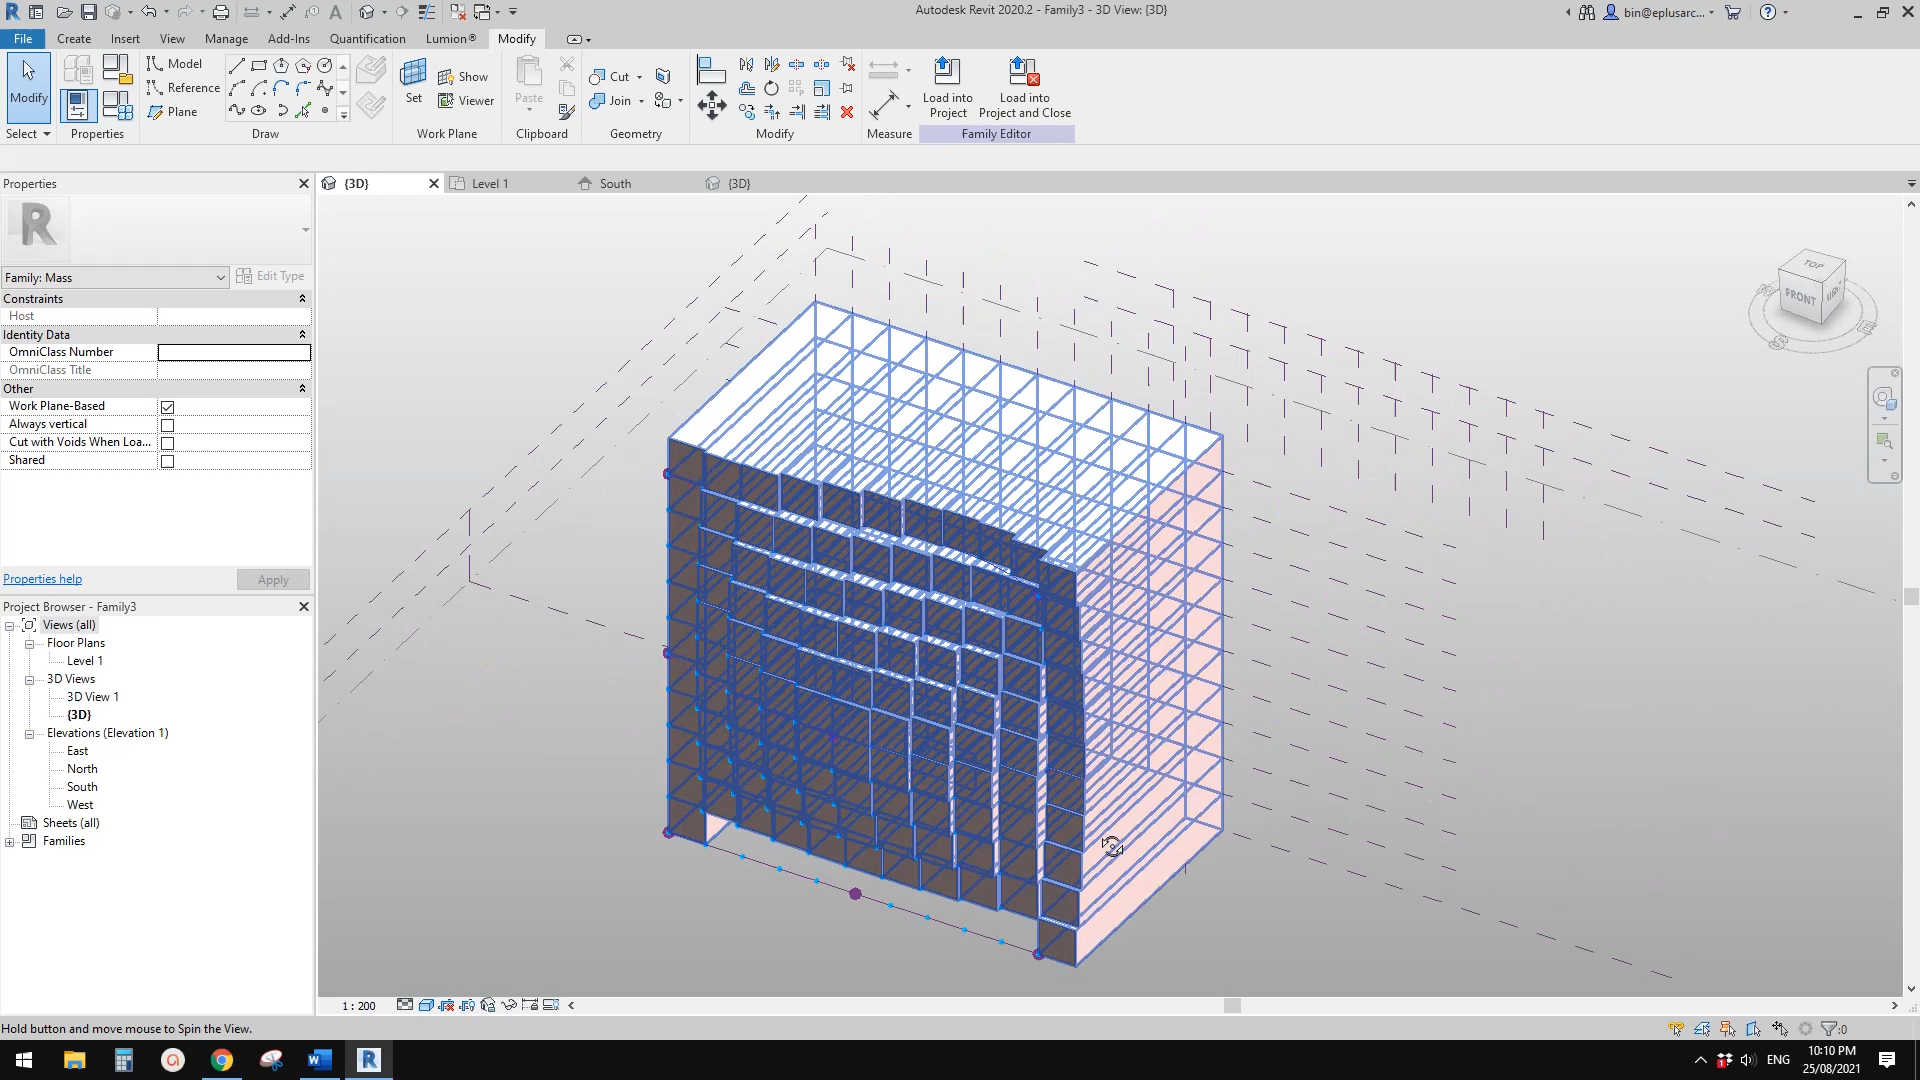 Autodesk Revit 2020.2 - Family3 - 3D View: {3D}
bin@eplusarc...
File Create Insert View Manage Add-Ins Quantification Lumion® Modify
Model
Reference
Plane
Modify
Select
Properties
Draw
Set
Show
Viewer
Work Plane
Paste
Clipboard
Cut
Join
Geometry
Modify
Measure
Load into
Project
Load into
Project and Close
Family Editor
Properties
{3D}
Level 1
South
{3D}
Family: Mass
Edit Type
Constraints
Host
Identity Data
OmniClass Number
OmniClass Title
Other
Work Plane-Based
Always vertical
Cut with Voids When Loa...
Shared
Properties help
Apply
Project Browser - Family3
Views (all)
Floor Plans
Level 1
3D Views
3D View 1
{3D}
Elevations (Elevation 1)
East
North
South
West
Sheets (all)
Families
TOP
FRONT
S
E
1 : 200
Hold button and move mouse to Spin the View.
:0
ENG
10:10 PM
25/08/2021